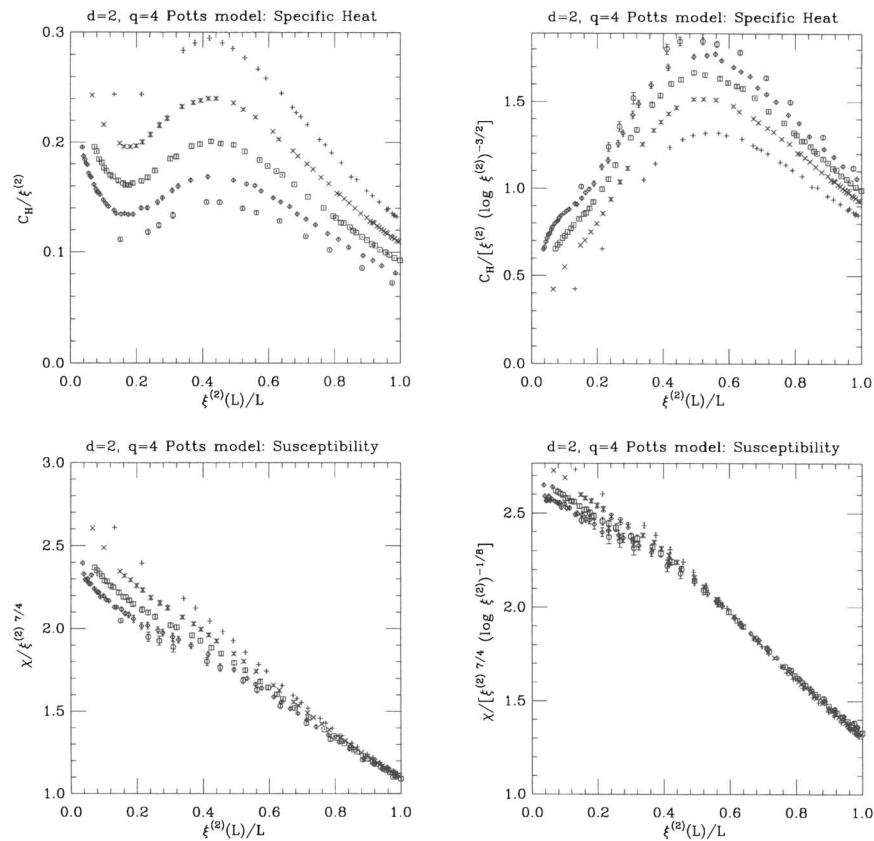 d=2, q=4 Potts model: Specific Heat
0.3
0.2
0.1
0.0
C_H/ξ^(2)
0.0 0.2 0.4 0.6 0.8 1.0
ξ^(2)(L)/L
d=2, q=4 Potts model: Specific Heat
1.5
1.0
0.5
0.0
C_H/[ξ^(2) (log ξ^(2))^-3/2]
0.0 0.2 0.4 0.6 0.8 1.0
ξ^(2)(L)/L
d=2, q=4 Potts model: Susceptibility
3.0
2.5
2.0
1.5
1.0
χ/ξ^(2) 7/4
0.0 0.2 0.4 0.6 0.8 1.0
ξ^(2)(L)/L
d=2, q=4 Potts model: Susceptibility
2.5
2.0
1.5
1.0
χ/[ξ^(2) 7/4 (log ξ^(2))^-1/8]
0.0 0.2 0.4 0.6 0.8 1.0
ξ^(2)(L)/L